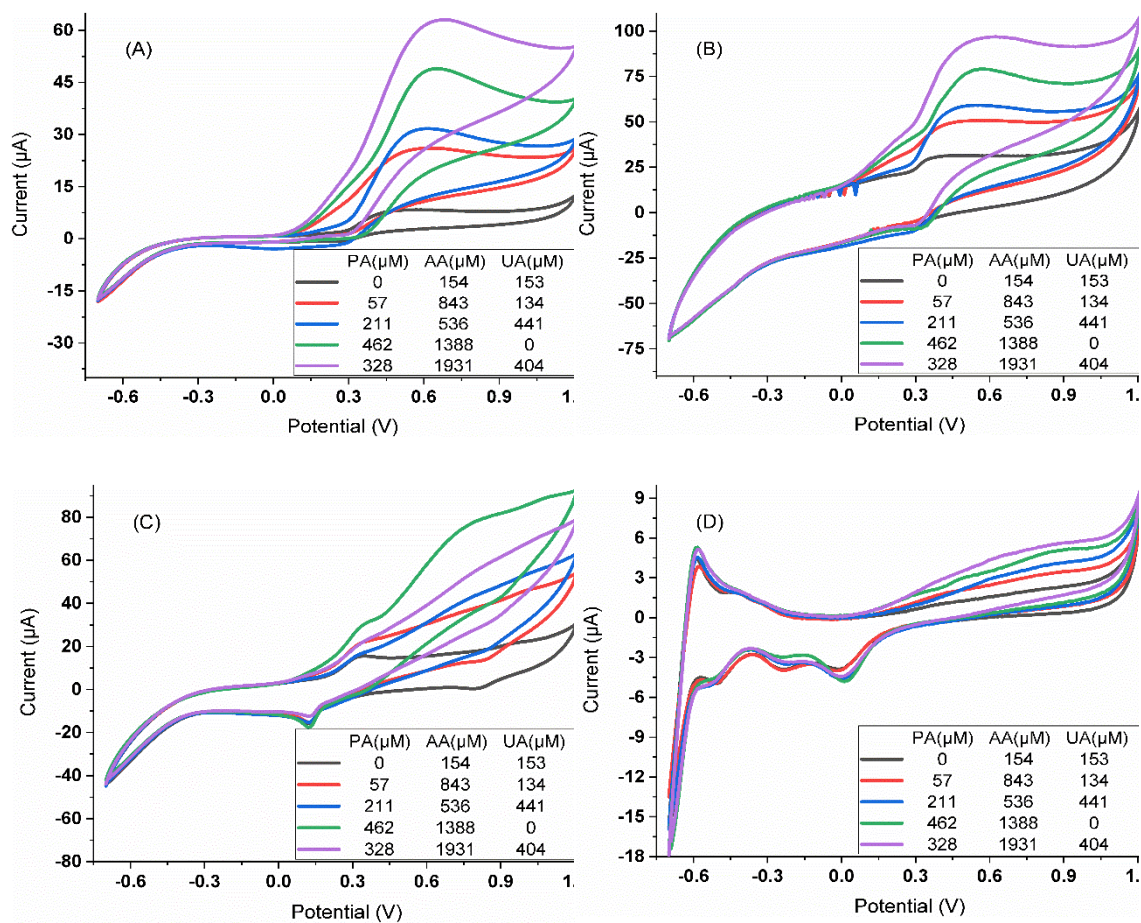 (A)
Current (µA)
60
45
30
15
0
-15
-30
PA(µM) AA(µM) UA(µM)
0 154 153
57 843 134
211 536 441
462 1388 0
328 1931 404
-0.6 -0.3 0.0 0.3 0.6 0.9 1.
Potential (V)
(B)
Current (µA)
100
75
50
25
0
-25
-50
-75
PA(µM) AA(µM) UA(µM)
0 154 153
57 843 134
211 536 441
462 1388 0
328 1931 404
-0.6 -0.3 0.0 0.3 0.6 0.9 1.
Potential (V)
(C)
Current (µA)
80
60
40
20
0
-20
-40
-60
-80
PA(µM) AA(µM) UA(µM)
0 154 153
57 843 134
211 536 441
462 1388 0
328 1931 404
-0.6 -0.3 0.0 0.3 0.6 0.9 1.
Potential (V)
(D)
Current (µA)
9
6
3
0
-3
-6
-9
-12
-15
-18
PA(µM) AA(µM) UA(µM)
0 154 153
57 843 134
211 536 441
462 1388 0
328 1931 404
-0.6 -0.3 0.0 0.3 0.6 0.9 1.
Potential (V)